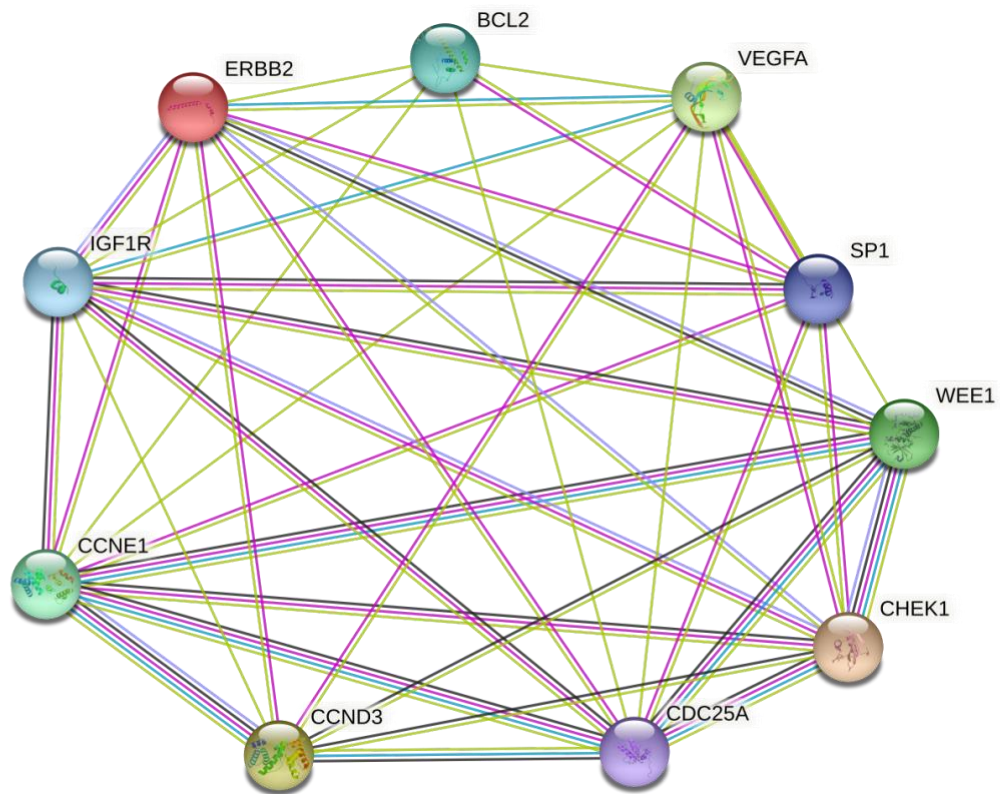 BCL2
VEGFA
ERBB2
IGF1R
SP1
WEE1
CCNE1
CHEK1
CCND3
CDC25A